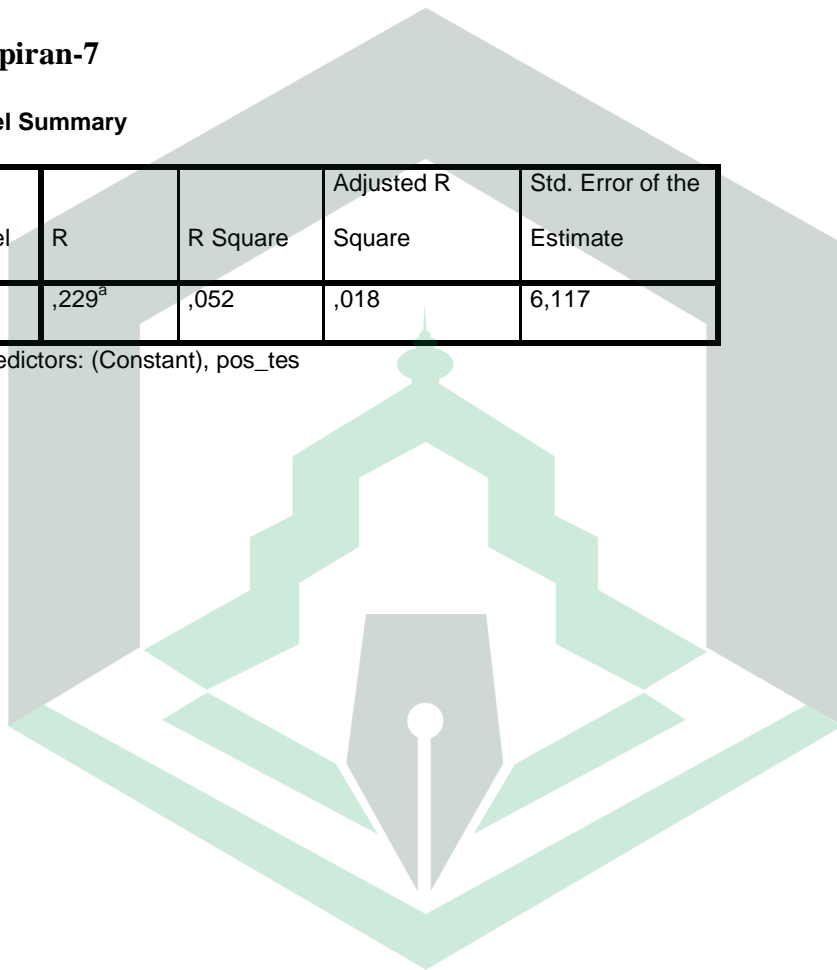 piran-7
el Summary
el R R Square Adjusted R Square Std. Error of the Estimate
,229a ,052 ,018 6,117
edictors: (Constant), pos_tes